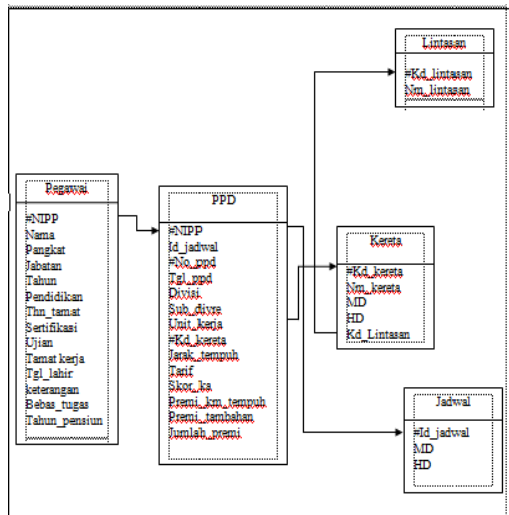 Lintasan
#Kd_lintasan
Nm_lintasan
Pegawai
#NIPP
Nama
Pangkat
Jabatan
Tahun
Pendidikan
Thn_tamat
Sertifikasi
Ujian
Tamat kerja
Tgl_lahir
keterangan
Bebas_tugas
Tahun_pensiun
PPD
#NIPP
Id_jadwal
#No_ppd
Tgl_ppd
Divisi
Sub_divre
Unit_kerja
#Kd_kereta
Jarak_tempuh
Tarif
Skor_ka
Premi_km_tempuh
Premi_tambahan
Jumlah_premi
Kereta
#Kd_kereta
Nm_kereta
MD
HD
Kd_Lintasan
Jadwal
#Id_jadwal
MD
HD